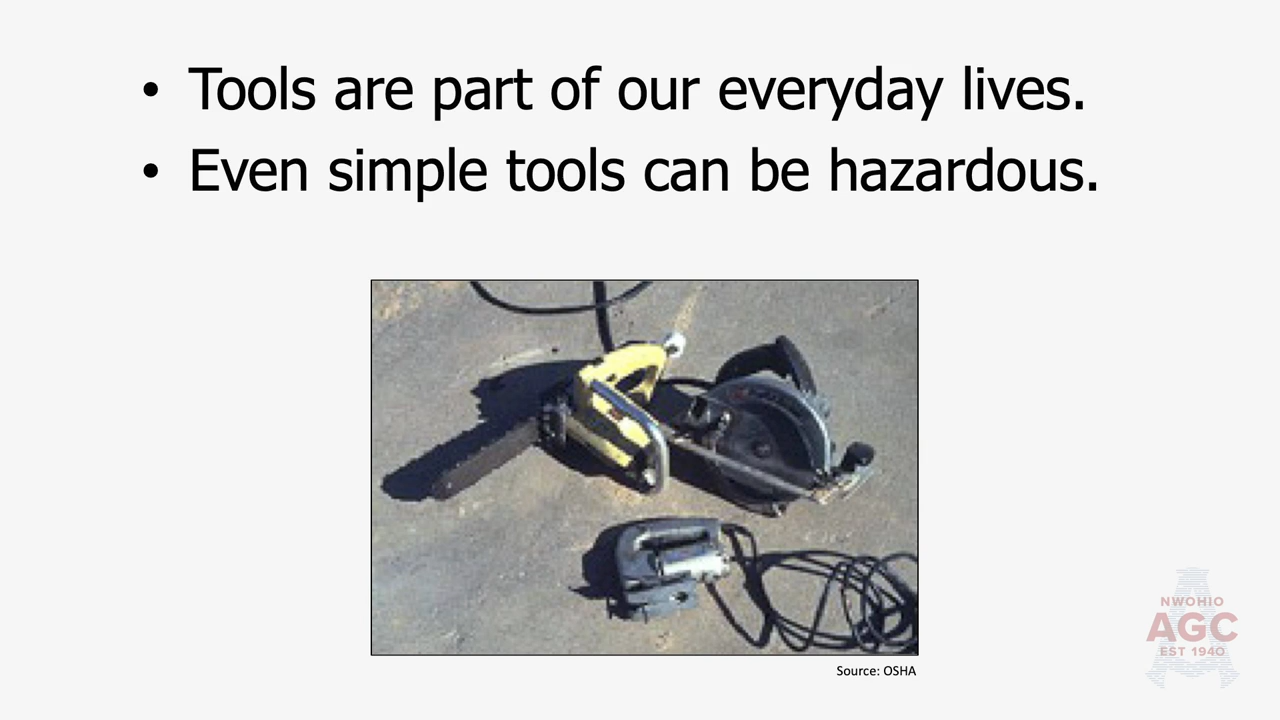 • Tools are part of our everyday lives.
• Even simple tools can be hazardous.
Source: OSHA
NWOHIO
AGC
EST 1940